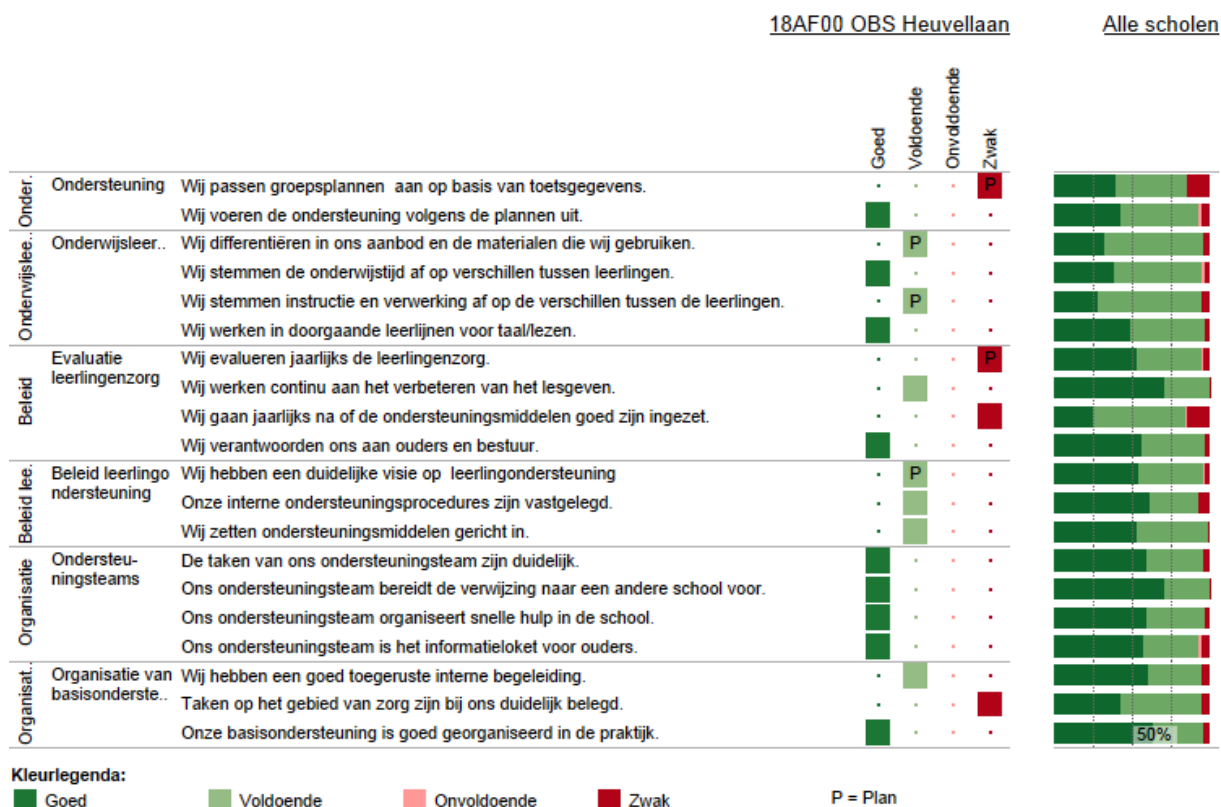 18AF00 OBS Heuvellaan Alle scholen
Goed Voldoende Onvoldoende Zwak
Onder. Ondersteuning Wij passen groepsplannen aan op basis van toetsgegevens. P
Wij voeren de ondersteuning volgens de plannen uit.
Onderwijslee.. Onderwijsleer.. Wij differentiëren in ons aanbod en de materialen die wij gebruiken. P
Wij stemmen de onderwijstijd af op verschillen tussen leerlingen.
Wij stemmen instructie en verwerking af op de verschillen tussen de leerlingen. P
Wij werken in doorgaande leerlijnen voor taal/lezen.
Beleid Evaluatie leerlingenzorg Wij evalueren jaarlijks de leerlingenzorg. P
Wij werken continu aan het verbeteren van het lesgeven.
Wij gaan jaarlijks na of de ondersteuningsmiddelen goed zijn ingezet.
Wij verantwoorden ons aan ouders en bestuur.
Beleid lee. Beleid leerlingo ndersteuning Wij hebben een duidelijke visie op leerlingondersteuning P
Onze interne ondersteuningsprocedures zijn vastgelegd.
Wij zetten ondersteuningsmiddelen gericht in.
Organisatie Ondersteu- ningsteams De taken van ons ondersteuningsteam zijn duidelijk.
Ons ondersteuningsteam bereidt de verwijzing naar een andere school voor.
Ons ondersteuningsteam organiseert snelle hulp in de school.
Ons ondersteuningsteam is het informatieloket voor ouders.
Organisat.. Organisatie van basisonderste.. Wij hebben een goed toegeruste interne begeleiding.
Taken op het gebied van zorg zijn bij ons duidelijk belegd.
Onze basisondersteuning is goed georganiseerd in de praktijk. 50%
Kleurlegenda:
Goed Voldoende Onvoldoende Zwak P = Plan